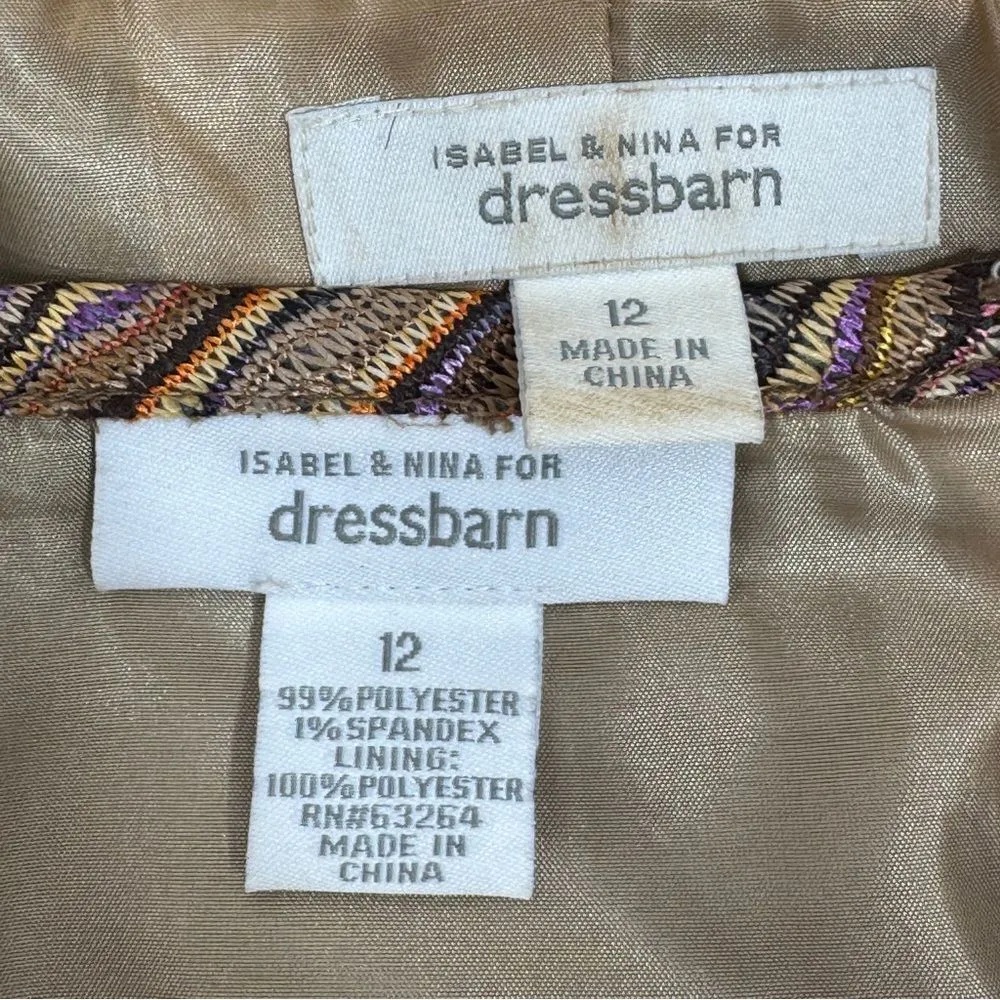 ISABEL & NINA FOR
dressbarn
12
MADE IN
CHINA
ISABEL & NINA FOR
dressbarn
12
99%POLYESTER
1%SPANDEX
LINING:
100%POLYESTER
RN#63264
MADE IN
CHINA